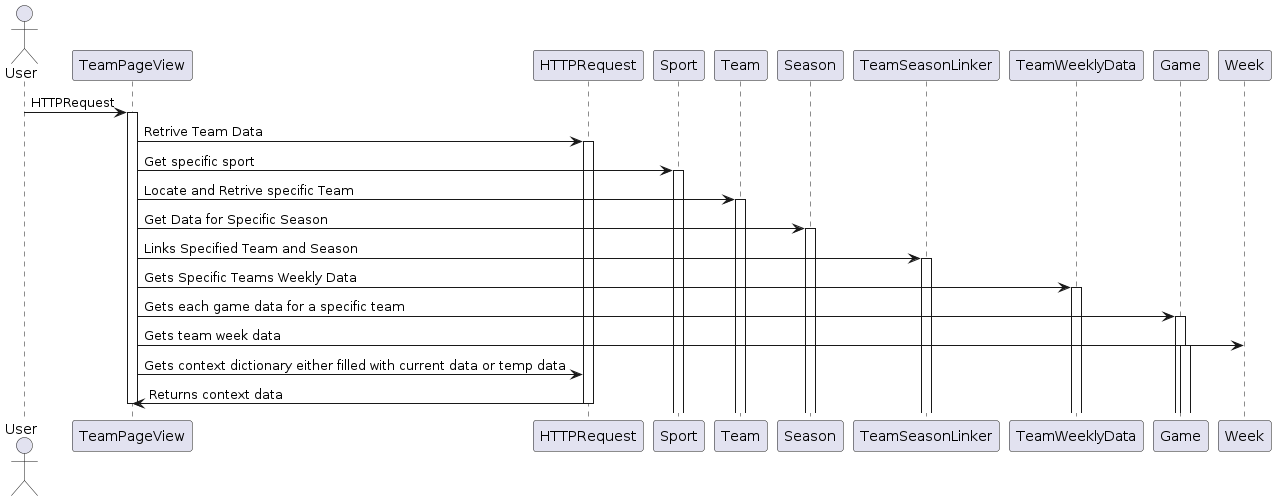 User
TeamPageView
HTTPRequest
Sport
Team
Season
TeamSeasonLinker
TeamWeeklyData
Game
Week
HTTPRequest
Retrive Team Data
Get specific sport
Locate and Retrive specific Team
Get Data for Specific Season
Links Specified Team and Season
Gets Specific Teams Weekly Data
Gets each game data for a specific team
Gets team week data
Gets context dictionary either filled with current data or temp data
Returns context data
User
TeamPageView
HTTPRequest
Sport
Team
Season
TeamSeasonLinker
TeamWeeklyData
Game
Week